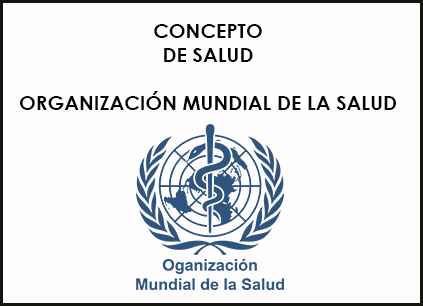 CONCEPTO
DE SALUD
ORGANIZACIÓN MUNDIAL DE LA SALUD
Oganización
Mundial de la Salud